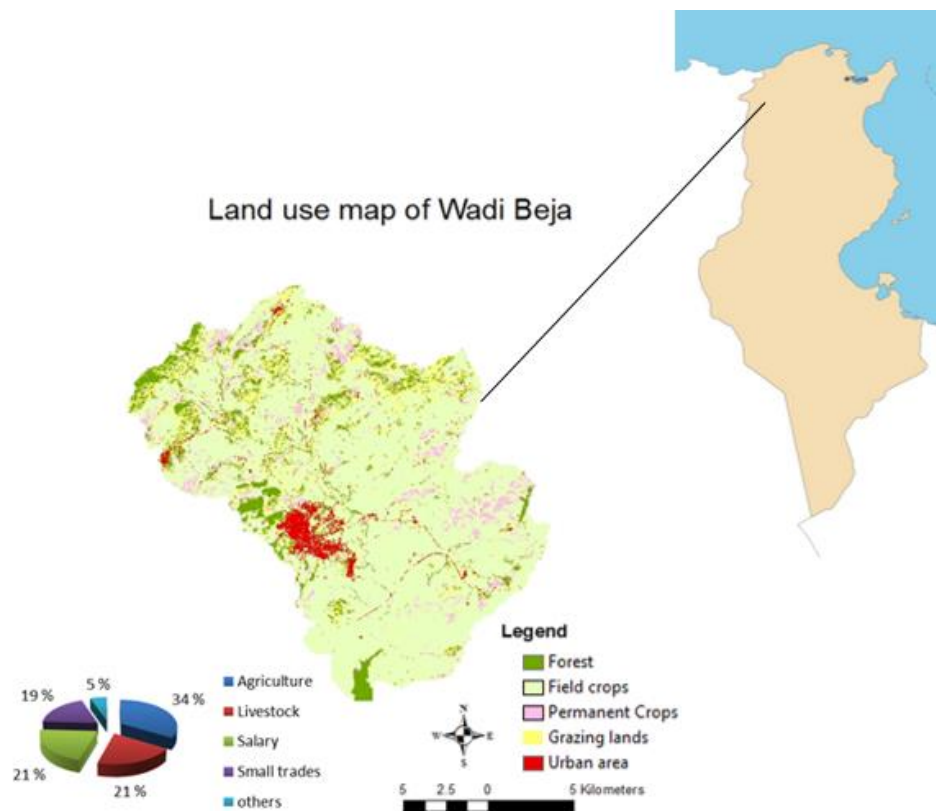 Tunis
Land use map of Wadi Beja
Legend
Forest
Field crops
Permanent Crops
Grazing lands
Urban area
19 %
5 %
34 %
21 %
21 %
Agriculture
Livestock
Salary
Small trades
others
N
W E
S
5 2.5 0 5 Kilometers